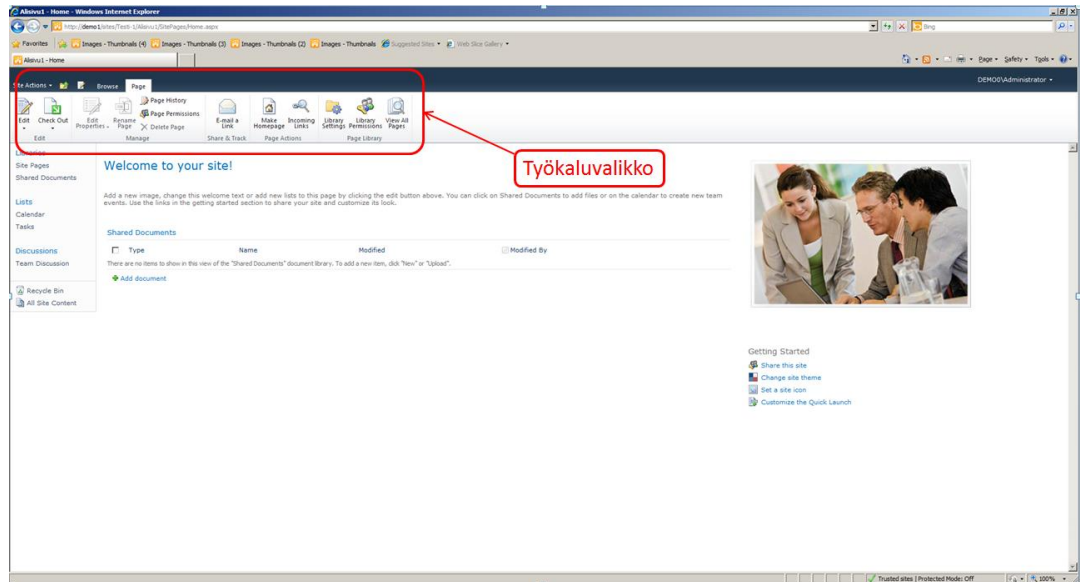 Alisivu1 - Home - Windows Internet Explorer
http://demo1/sites/Testi-1/Alisivu1/SitePages/Home.aspx
Bing
Favorites Images - Thumbnails (4) Images - Thumbnails (3) Images - Thumbnails (2) Images - Thumbnails Suggested Sites Web Slice Gallery
Alisivu1 - Home
Page Safety Tools
Site Actions Browse Page
DEMO0\Administrator
Edit
Check Out
Edit Properties
Rename Page
Page History
Page Permissions
Delete Page
E-mail a Link
Make Homepage
Incoming Links
Library Settings
Library Permissions
View All Pages
Edit Manage Share & Track Page Actions Page Library
Työkaluvalikko
Libraries
Site Pages
Shared Documents
Lists
Calendar
Tasks
Discussions
Team Discussion
Recycle Bin
All Site Content
Welcome to your site!
Add a new image, change this welcome text or add new lists to this page by clicking the edit button above. You can click on Shared Documents to add files or on the calendar to create new team
events. Use the links in the getting started section to share your site and customize its look.
Shared Documents
Type Name Modified Modified By
There are no items to show in this view of the "Shared Documents" document library. To add a new item, click "New" or "Upload".
Add document
Getting Started
Share this site
Change site theme
Set a site icon
Customize the Quick Launch
Trusted sites | Protected Mode: Off
100%